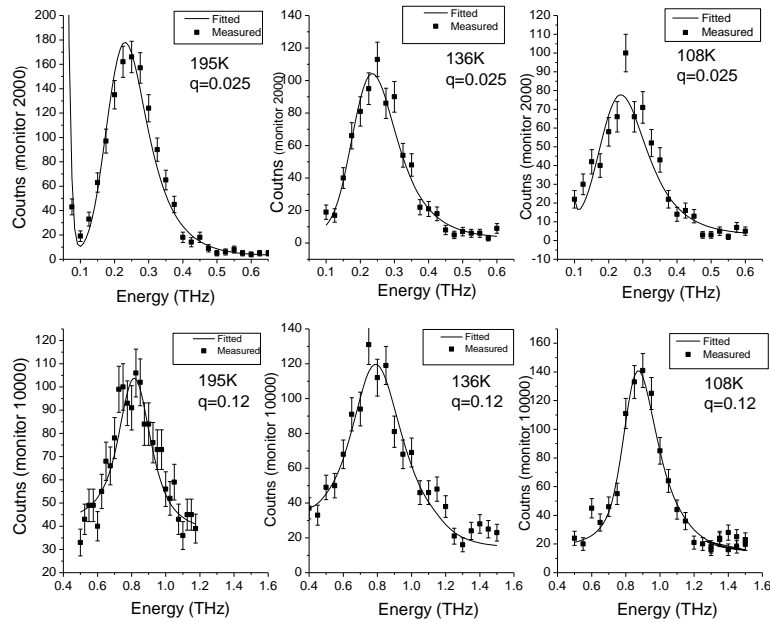 Fitted
Measured
195K
q=0.025
200
180
160
140
120
100
80
60
40
20
0
Coutns (monitor 2000)
0.1 0.2 0.3 0.4 0.5 0.6
Energy (THz)
Fitted
Measured
136K
q=0.025
140
120
100
80
60
40
20
0
Coutns (monitor 2000)
0.0 0.1 0.2 0.3 0.4 0.5 0.6
Energy (THz)
Fitted
Measured
108K
q=0.025
120
110
100
90
80
70
60
50
40
30
20
10
0
-10
Coutns (monitor 2000)
0.0 0.1 0.2 0.3 0.4 0.5 0.6
Energy (THz)
Fitted
Measured
195K
q=0.12
130
120
110
100
90
80
70
60
50
40
30
20
10
Coutns (monitor 10000)
0.4 0.6 0.8 1.0 1.2 1.4 1.6
Energy (THz)
Fitted
Measured
136K
q=0.12
140
120
100
80
60
40
20
0
Coutns (monitor 10000)
0.4 0.6 0.8 1.0 1.2 1.4 1.6
Energy (THz)
Fitted
Measured
108K
q=0.12
160
140
120
100
80
60
40
20
0
Coutns (monitor 10000)
0.4 0.6 0.8 1.0 1.2 1.4 1.6
Energy (THz)